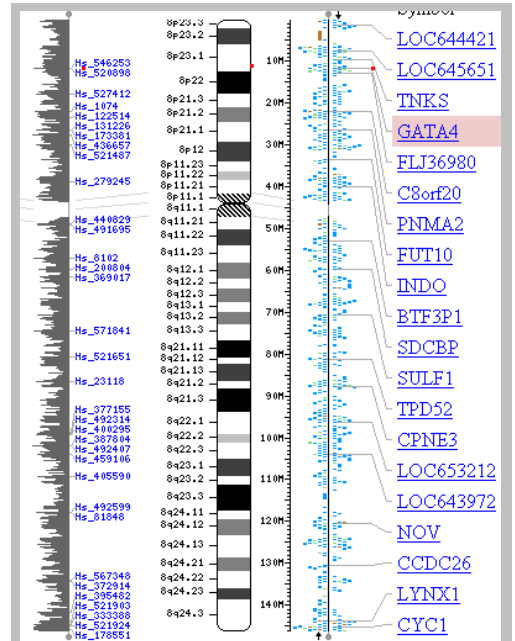 Hs_546253
Hs_520898
Hs_527412
Hs_1074
Hs_122514
Hs_131226
Hs_173381
Hs_436657
Hs_521487
Hs_279245
Hs_440829
Hs_491695
Hs_8102
Hs_200804
Hs_369017
Hs_571841
Hs_521651
Hs_23118
Hs_377155
Hs_492314
Hs_400295
Hs_387804
Hs_492407
Hs_459106
Hs_405590
Hs_492599
Hs_81848
Hs_567348
Hs_372914
Hs_395482
Hs_521903
Hs_333388
Hs_521924
Hs_178551
8p23.3
8p23.2
8p23.1
8p22
8p21.3
8p21.2
8p21.1
8p12
8p11.23
8p11.22
8p11.21
8p11.1
8q11.1
8q11.21
8q11.22
8q11.23
8q12.1
8q12.2
8q12.3
8q13.1
8q13.2
8q13.3
8q21.11
8q21.12
8q21.13
8q21.2
8q21.3
8q22.1
8q22.2
8q22.3
8q23.1
8q23.2
8q23.3
8q24.11
8q24.12
8q24.13
8q24.21
8q24.22
8q24.23
8q24.3
10M
20M
30M
40M
50M
60M
70M
80M
90M
100M
110M
120M
130M
140M
Symbol
LOC644421
LOC645651
TNKS
GATA4
FLJ36980
C8orf20
PNMA2
FUT10
INDO
BTF3P1
SDCBP
SULF1
TPD52
CPNE3
LOC653212
LOC643972
NOV
CCDC26
LYNX1
CYC1